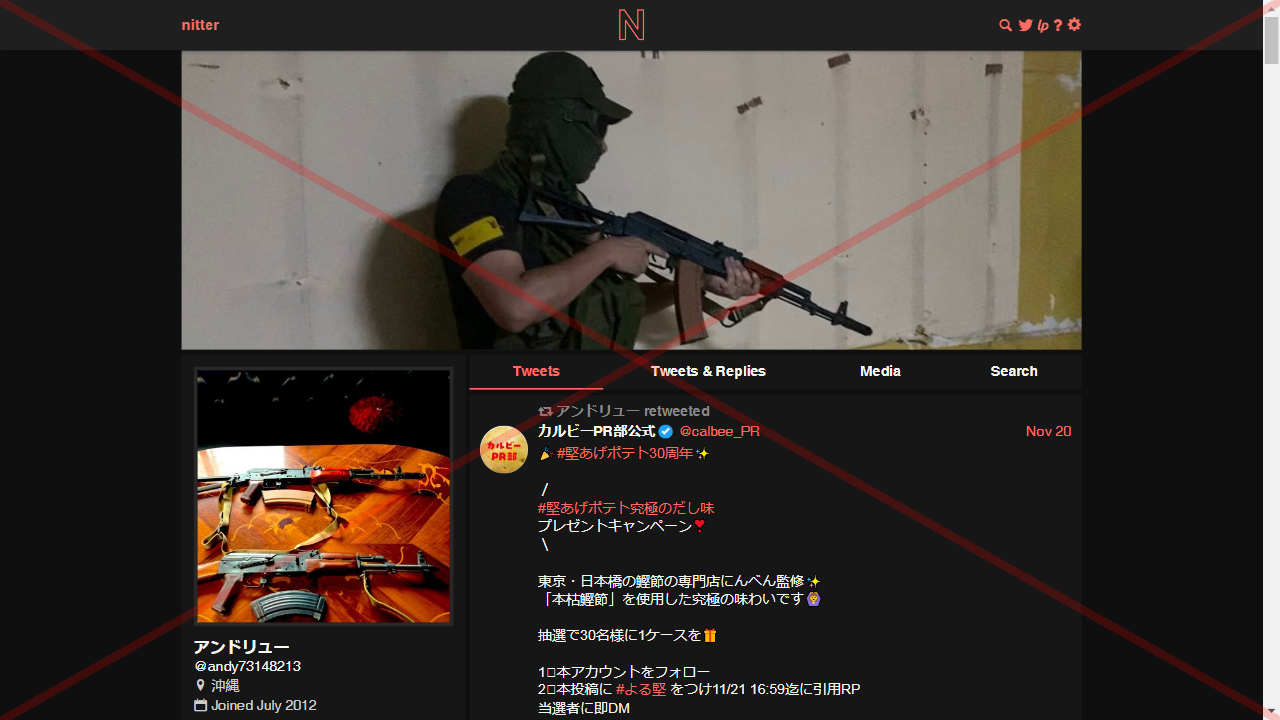 nitter
N
lp ?
Tweets
Tweets & Replies
Media
Search
アンドリュー retweeted
カルビーPR部公式 @calbee_PR
Nov 20
カルビー
PR部
🎉 #堅あげポテト30周年✨
/
#堅あげポテト究極のだし味
プレゼントキャンペーン❣
\
東京・日本橋の鰹節の専門店にんべん監修✨
「本枯鰹節」を使用した究極の味わいです🙆
抽選で30名様に1ケースを🎁
1▯本アカウントをフォロー
2▯本投稿に #よる堅 をつけ11/21 16:59迄に引用RP
当選者に即DM
アンドリュー
@andy73148213
沖縄
Joined July 2012